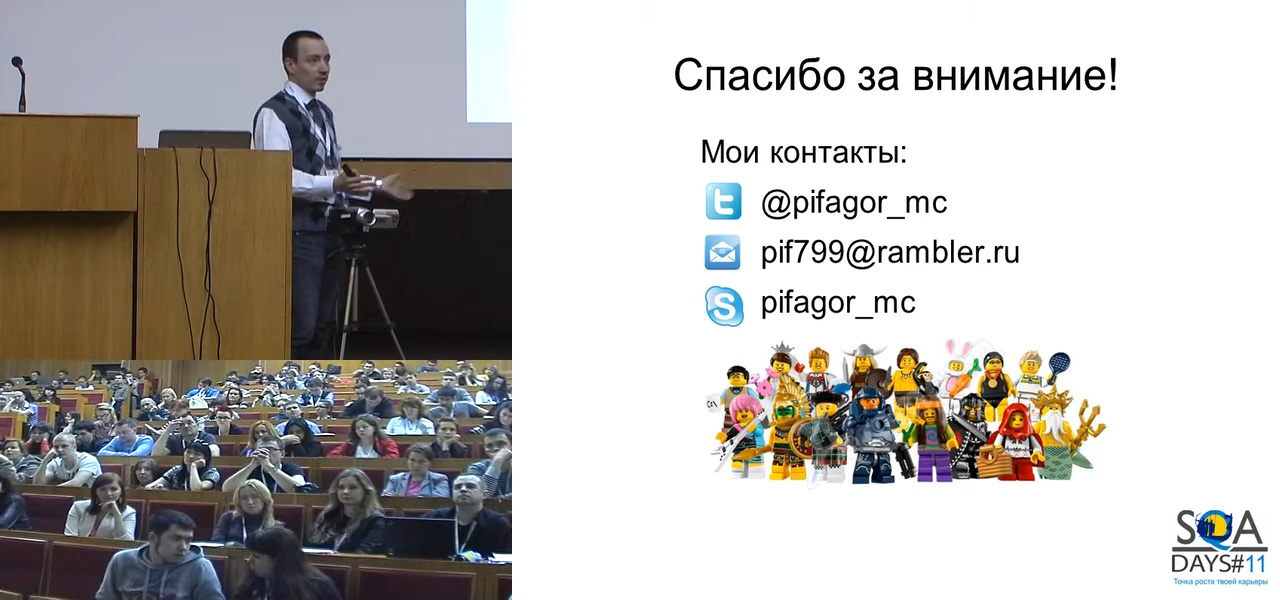 Спасибо за внимание!
Мои контакты:
@pifagor_mc
pif799@rambler.ru
pifagor_mc
SQA
DAYS#11
Точка роста твоей карьеры